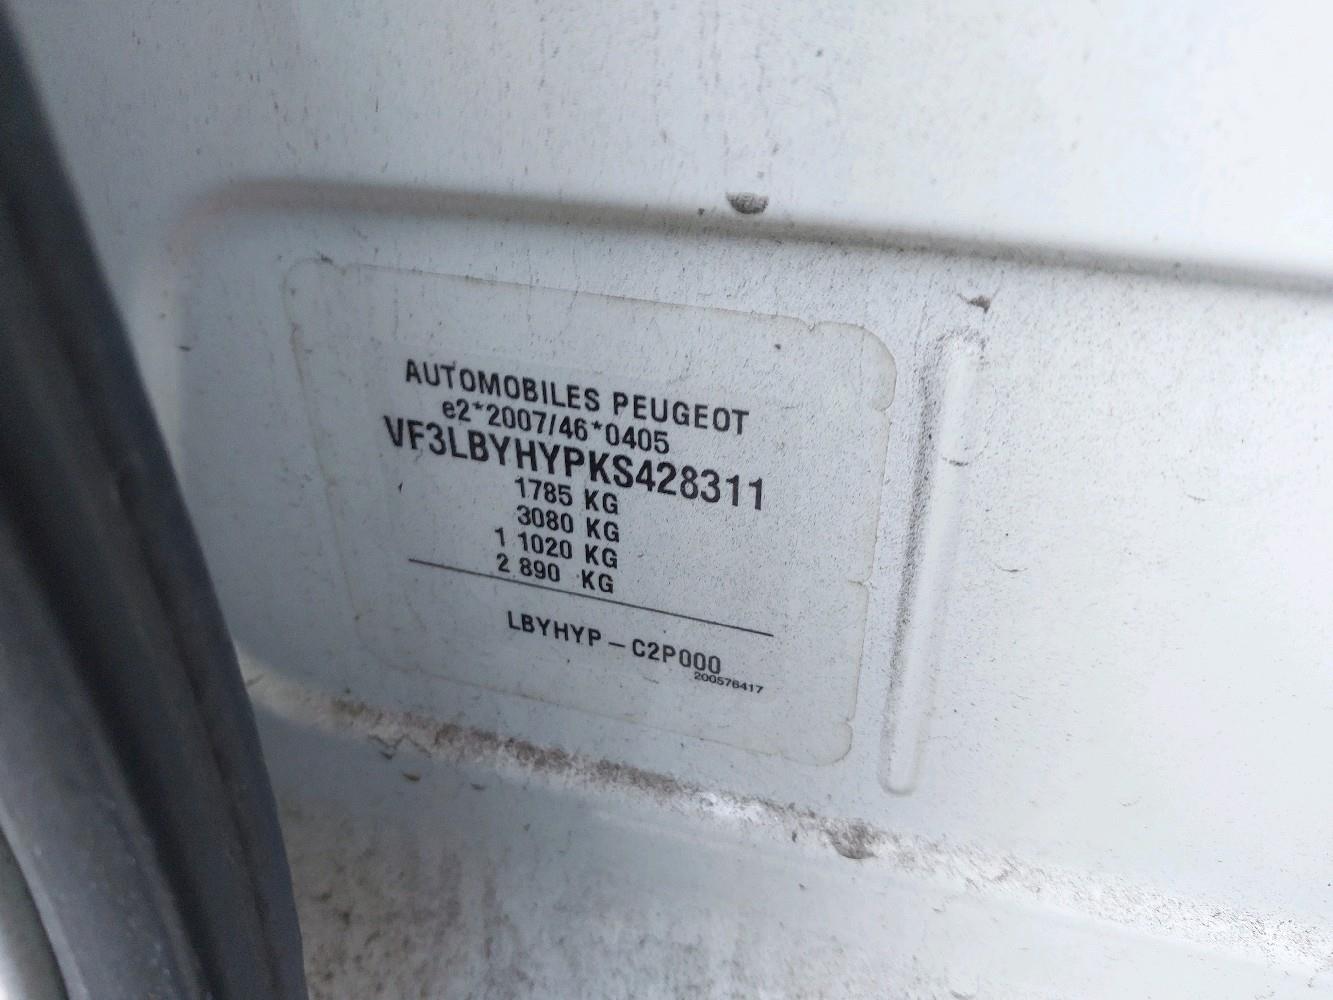 AUTOMOBILES PEUGEOT
e2*2007/46*0405
VF3LBYHYPKS428311
1785 KG
3080 KG
1 1020 KG
2 890 KG
LBYHYP – C2P000
200576417